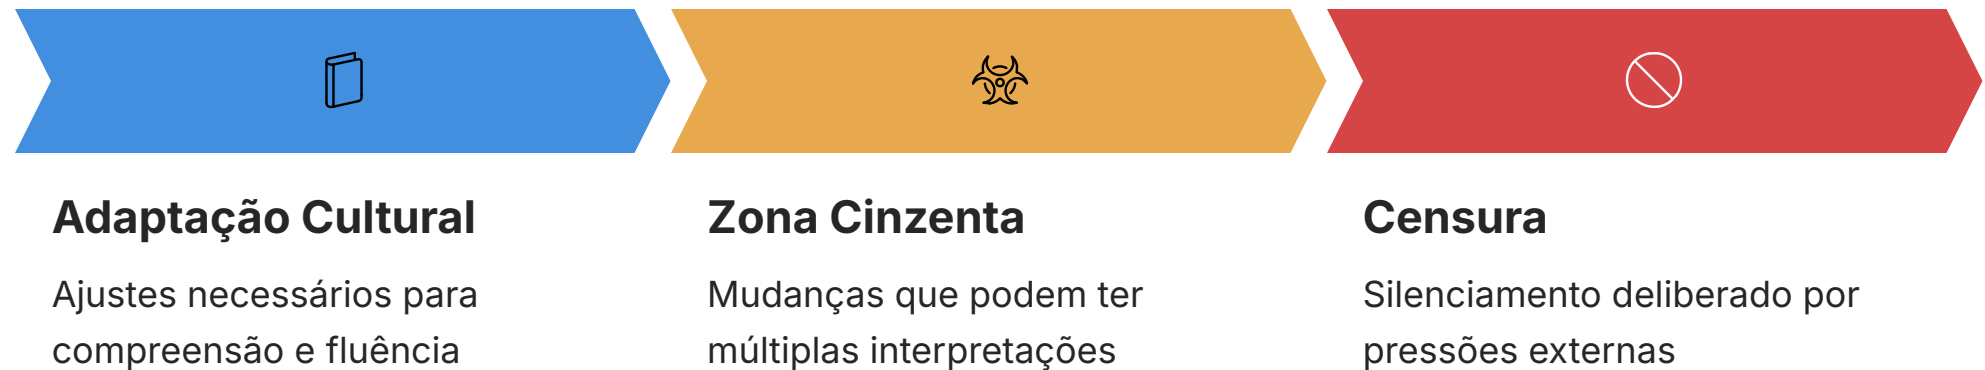 Adaptação Cultural
Ajustes necessários para
compreensão e fluência
Zona Cinzenta
Mudanças que podem ter
múltiplas interpretações
Censura
Silenciamento deliberado por
pressões externas